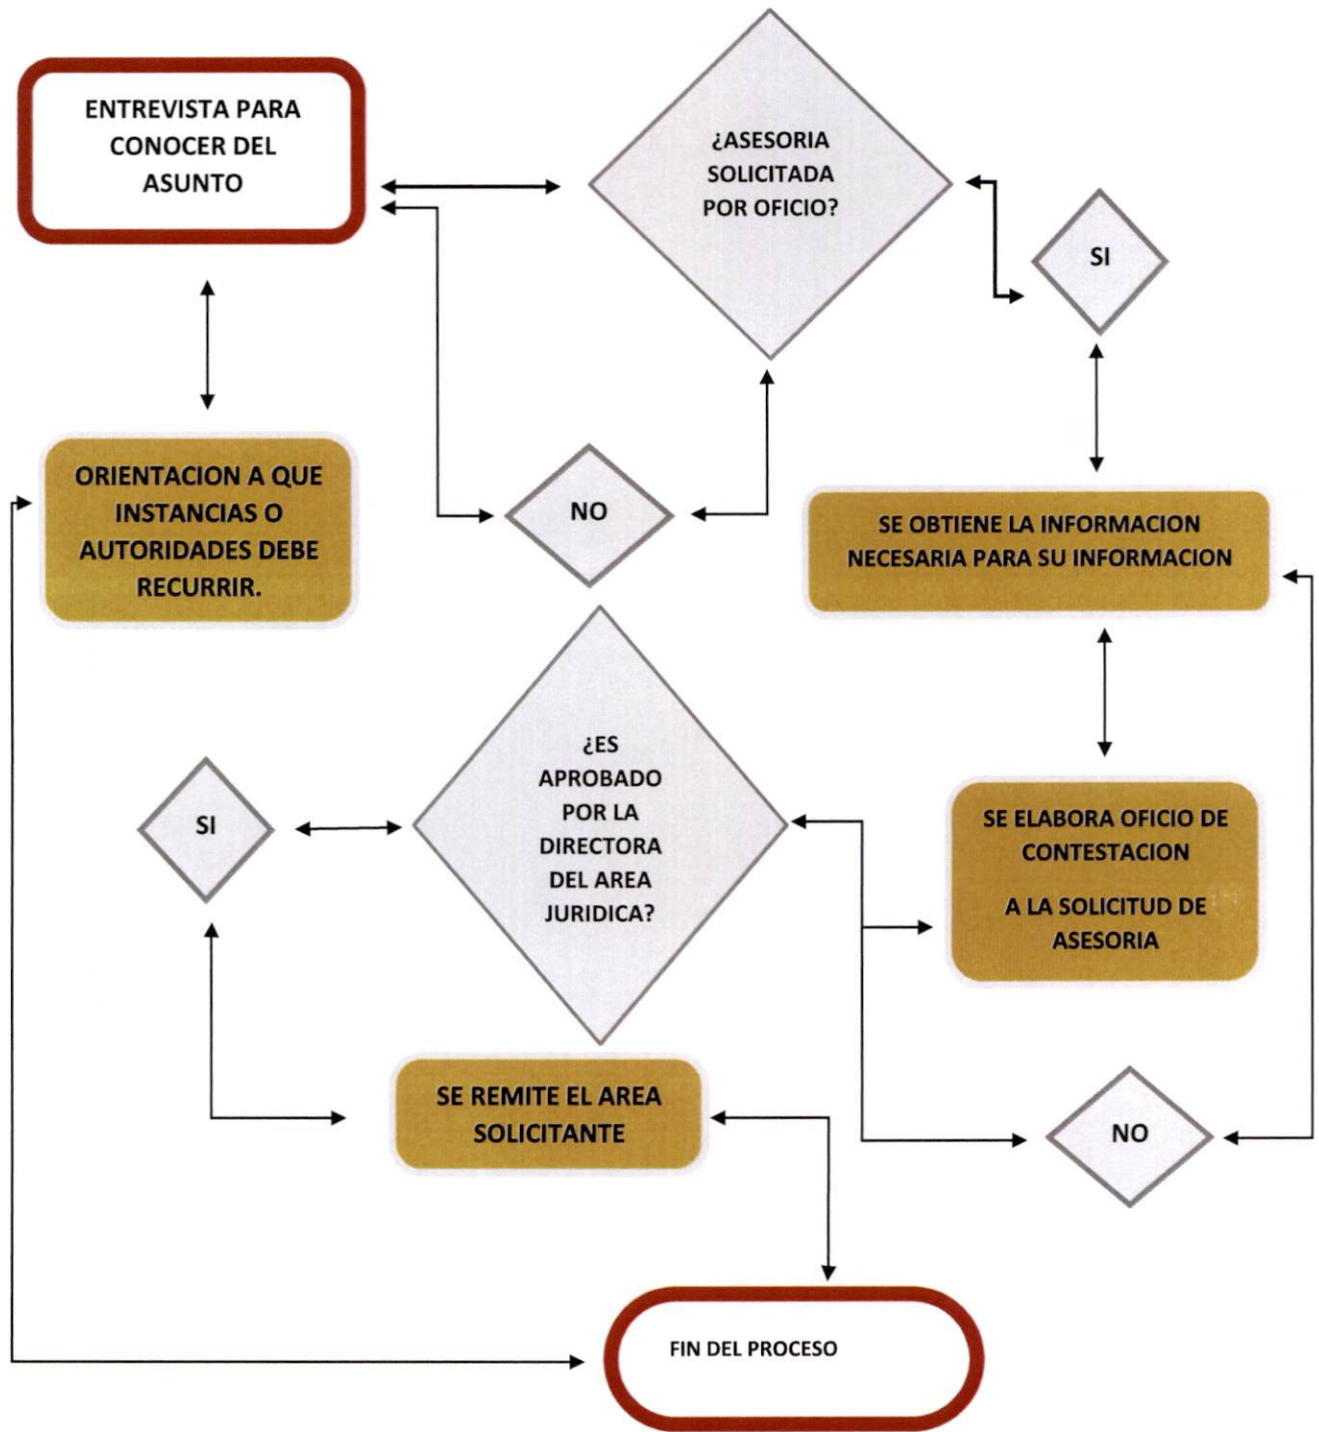 ENTREVISTA PARA
CONOCER DEL
ASUNTO
¿ASESORIA
SOLICITADA
POR OFICIO?
SI
ORIENTACION A QUE
INSTANCIAS O
AUTORIDADES DEBE
RECURRIR.
NO
SE OBTIENE LA INFORMACION
NECESARIA PARA SU INFORMACION
SI
¿ES
APROBADO
POR LA
DIRECTORA
DEL AREA
JURIDICA?
SE ELABORA OFICIO DE
CONTESTACION
A LA SOLICITUD DE
ASESORIA
SE REMITE EL AREA
SOLICITANTE
NO
FIN DEL PROCESO